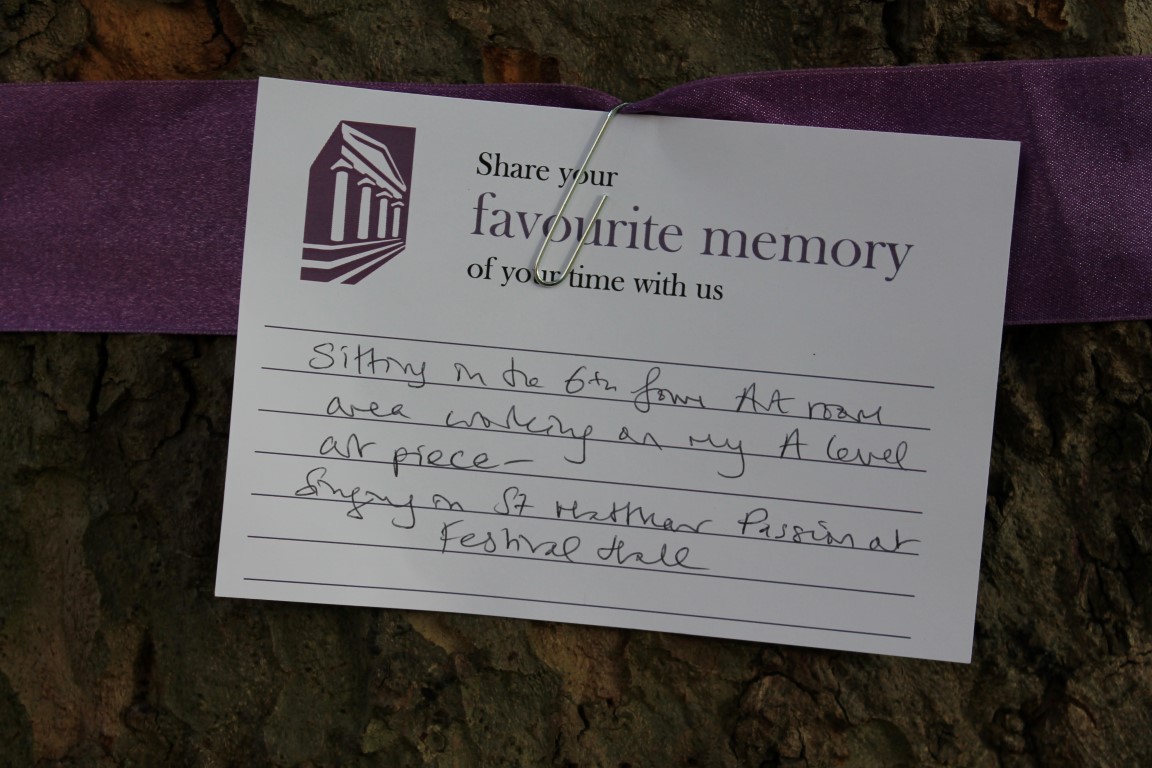 Share your
favourite memory
of your time with us
Sitting in the 6th form Art room
area working on my A level
art piece -
Singing in St Matthew Passion at
Festival Hall